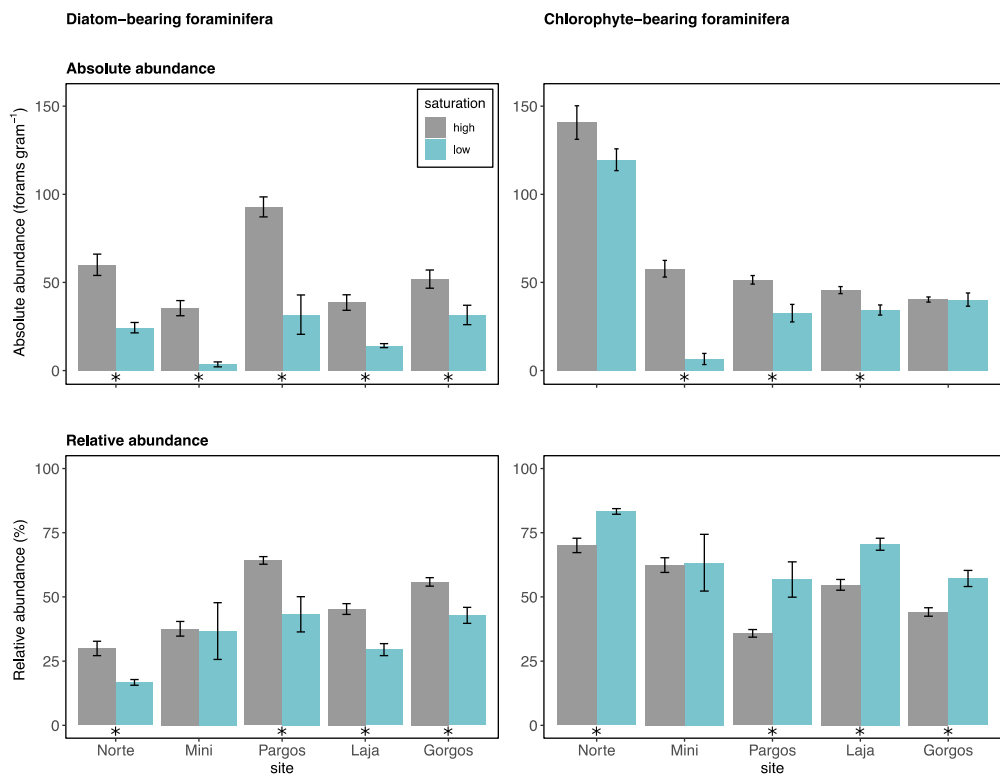 Diatom−bearing foraminifera
Chlorophyte−bearing foraminifera
Absolute abundance
Absolute abundance (forams gram−1)
150
100
50
0
saturation
high
low
* * * * *
150
100
50
0
* * *
Relative abundance
Relative abundance (%)
100
75
50
25
0
* * * *
Norte Mini Pargos Laja Gorgos
site
100
75
50
25
0
* * * *
Norte Mini Pargos Laja Gorgos
site